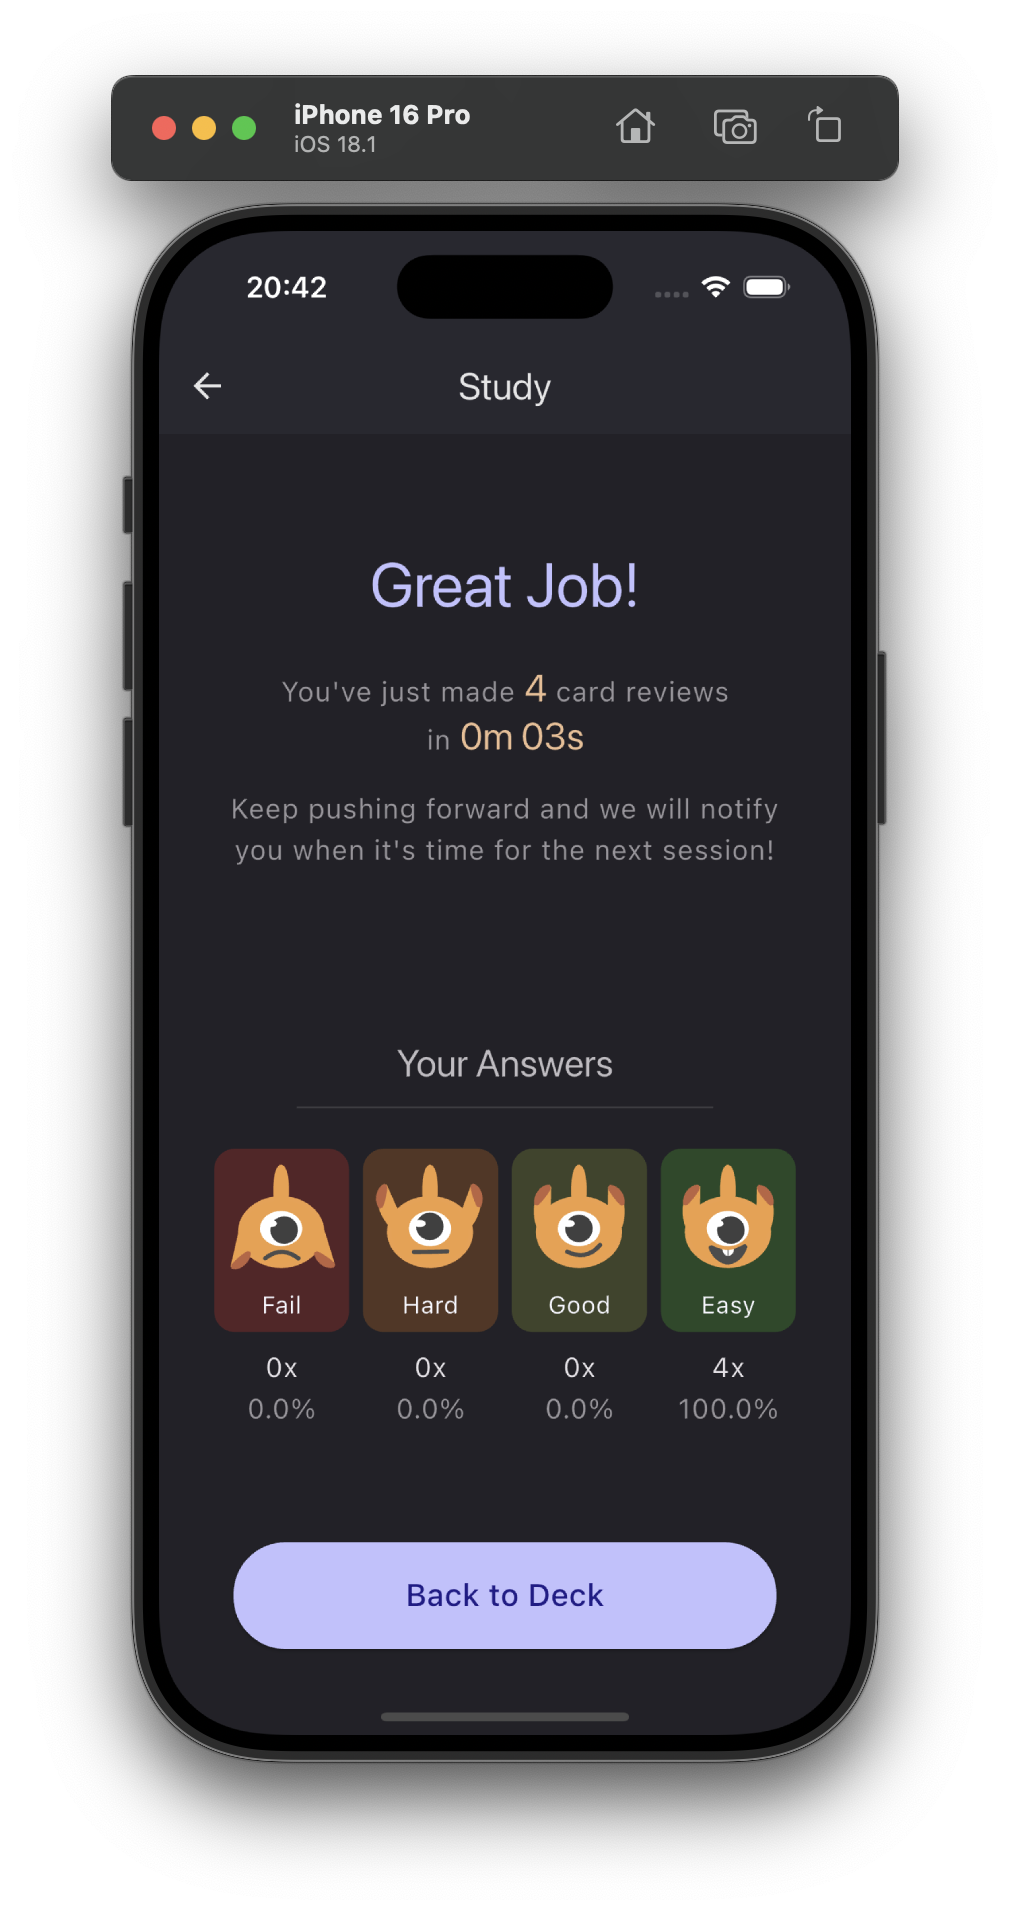 iPhone 16 Pro
iOS 18.1
20:42
Study
Great Job!
You've just made 4 card reviews
in 0m 03s
Keep pushing forward and we will notify
you when it's time for the next session!
Your Answers
Fail Hard Good Easy
0x 0x 0x 4x
0.0% 0.0% 0.0% 100.0%
Back to Deck